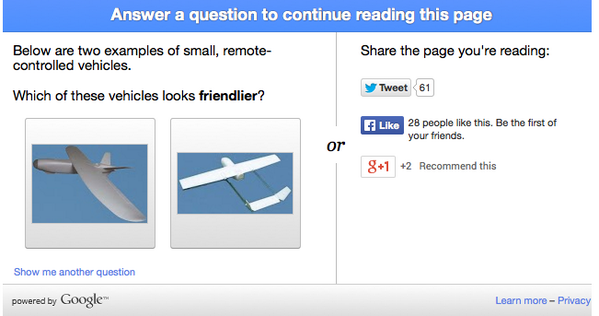 Answer a question to continue reading this page
Below are two examples of small, remote-
controlled vehicles.
Which of these vehicles looks friendlier?
Show me another question
or
Share the page you're reading:
Tweet 61
f Like 28 people like this. Be the first of
your friends.
g+1 +2 Recommend this
powered by Google™
Learn more – Privacy